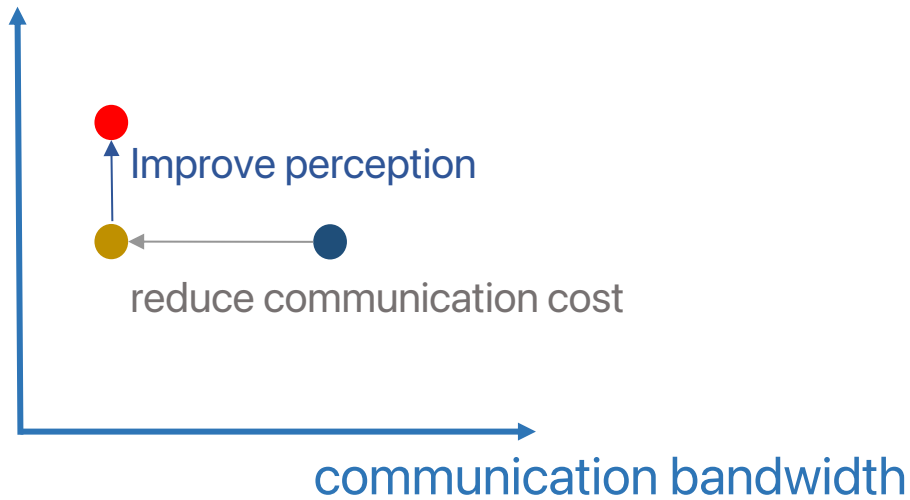 Improve perception
reduce communication cost
communication bandwidth